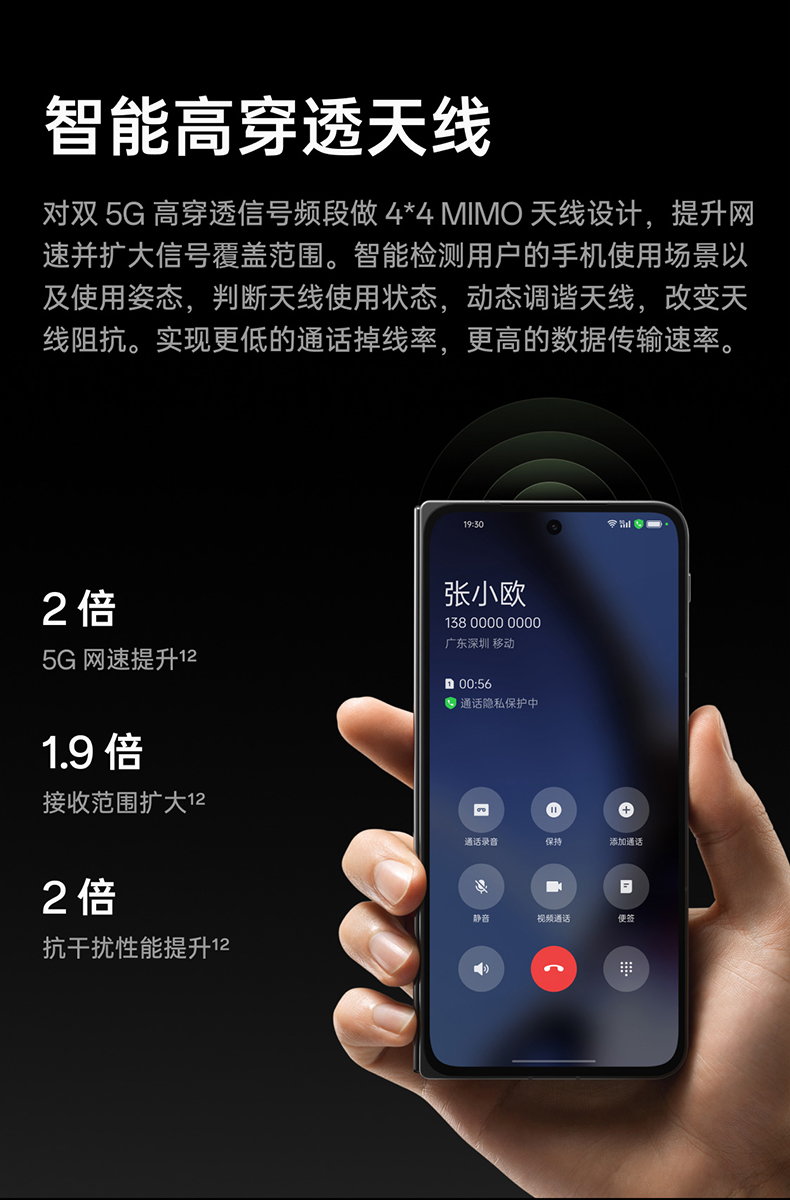 智能高穿透天线
对双 5G 高穿透信号频段做 4*4 MIMO 天线设计，提升网
速并扩大信号覆盖范围。智能检测用户的手机使用场景以
及使用姿态，判断天线使用状态，动态调谐天线，改变天
线阻抗。实现更低的通话掉线率，更高的数据传输速率。
2 倍
5G 网速提升¹²
1.9 倍
接收范围扩大¹²
2 倍
抗干扰性能提升¹²
19:30
张小欧
138 0000 0000
广东深圳 移动
1 00:56
通话隐私保护中
通话录音 保持 添加通话
静音 视频通话 便签